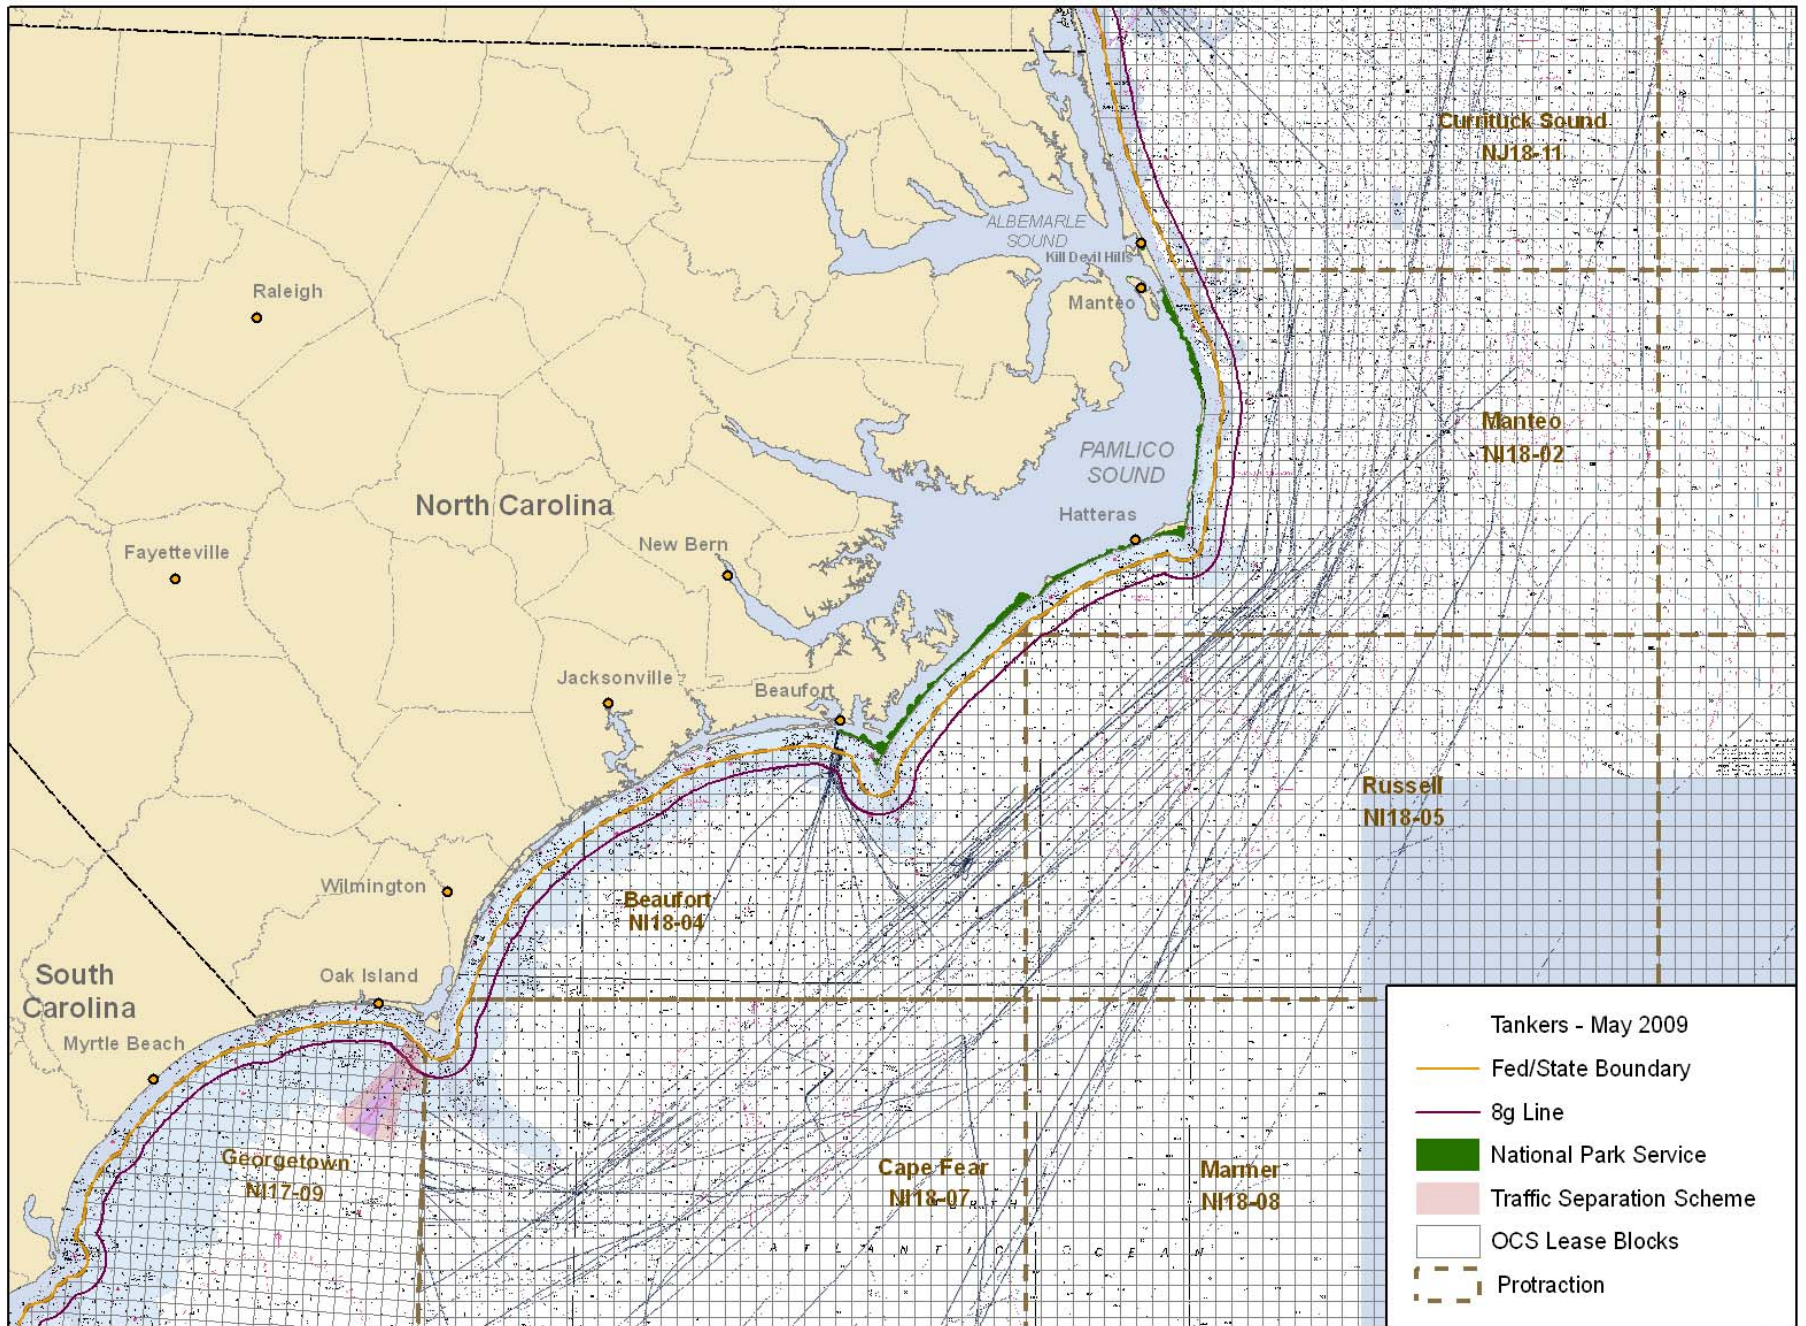 Currituck Sound
NJ18-11
ALBEMARLE
SOUND
Kill Devil Hills
Manteo
Raleigh
Manteo
NI18-02
PAMLICO
SOUND
North Carolina
Hatteras
Fayetteville
New Bern
Jacksonville
Beaufort
Russell
NI18-05
Wilmington
Beaufort
NI18-04
South
Carolina
Oak Island
Myrtle Beach
Georgetown
NI17-09
Cape Fear
NI18-07
Marmer
NI18-08
N O R T H
A T L A N T I C O C E A N
Tankers - May 2009
Fed/State Boundary
8g Line
National Park Service
Traffic Separation Scheme
OCS Lease Blocks
Protraction